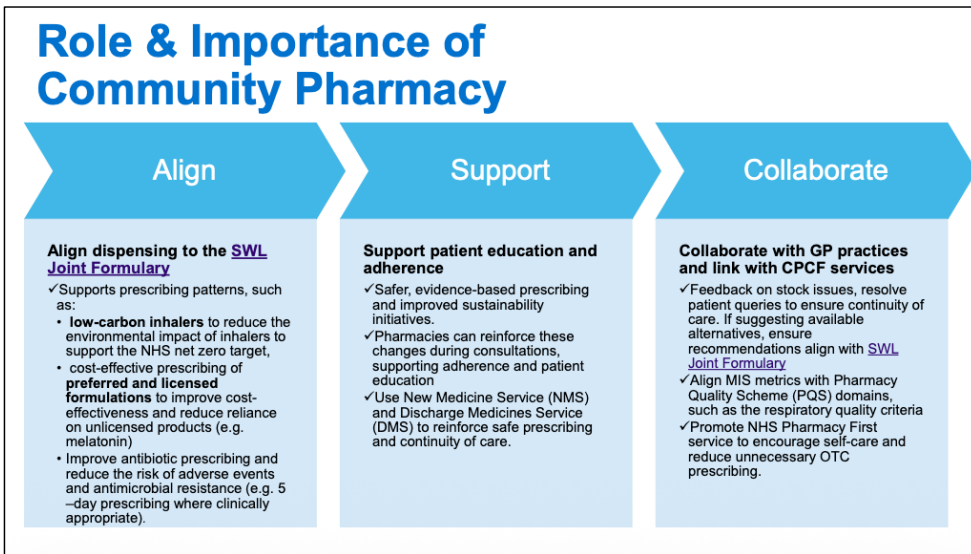 Role & Importance of
Community Pharmacy
Align
Support
Collaborate
Align dispensing to the SWL
Joint Formulary
✓Supports prescribing patterns, such
as:
• low-carbon inhalers to reduce the
environmental impact of inhalers to
support the NHS net zero target,
• cost-effective prescribing of
preferred and licensed
formulations to improve cost-
effectiveness and reduce reliance
on unlicensed products (e.g.
melatonin)
• Improve antibiotic prescribing and
reduce the risk of adverse events
and antimicrobial resistance (e.g. 5
–day prescribing where clinically
appropriate).
Support patient education and
adherence
✓Safer, evidence-based prescribing
and improved sustainability
initiatives.
✓Pharmacies can reinforce these
changes during consultations,
supporting adherence and patient
education
✓Use New Medicine Service (NMS)
and Discharge Medicines Service
(DMS) to reinforce safe prescribing
and continuity of care.
Collaborate with GP practices
and link with CPCF services
✓Feedback on stock issues, resolve
patient queries to ensure continuity of
care. If suggesting available
alternatives, ensure
recommendations align with SWL
Joint Formulary
✓Align MIS metrics with Pharmacy
Quality Scheme (PQS) domains,
such as the respiratory quality criteria
✓Promote NHS Pharmacy First
service to encourage self-care and
reduce unnecessary OTC
prescribing.